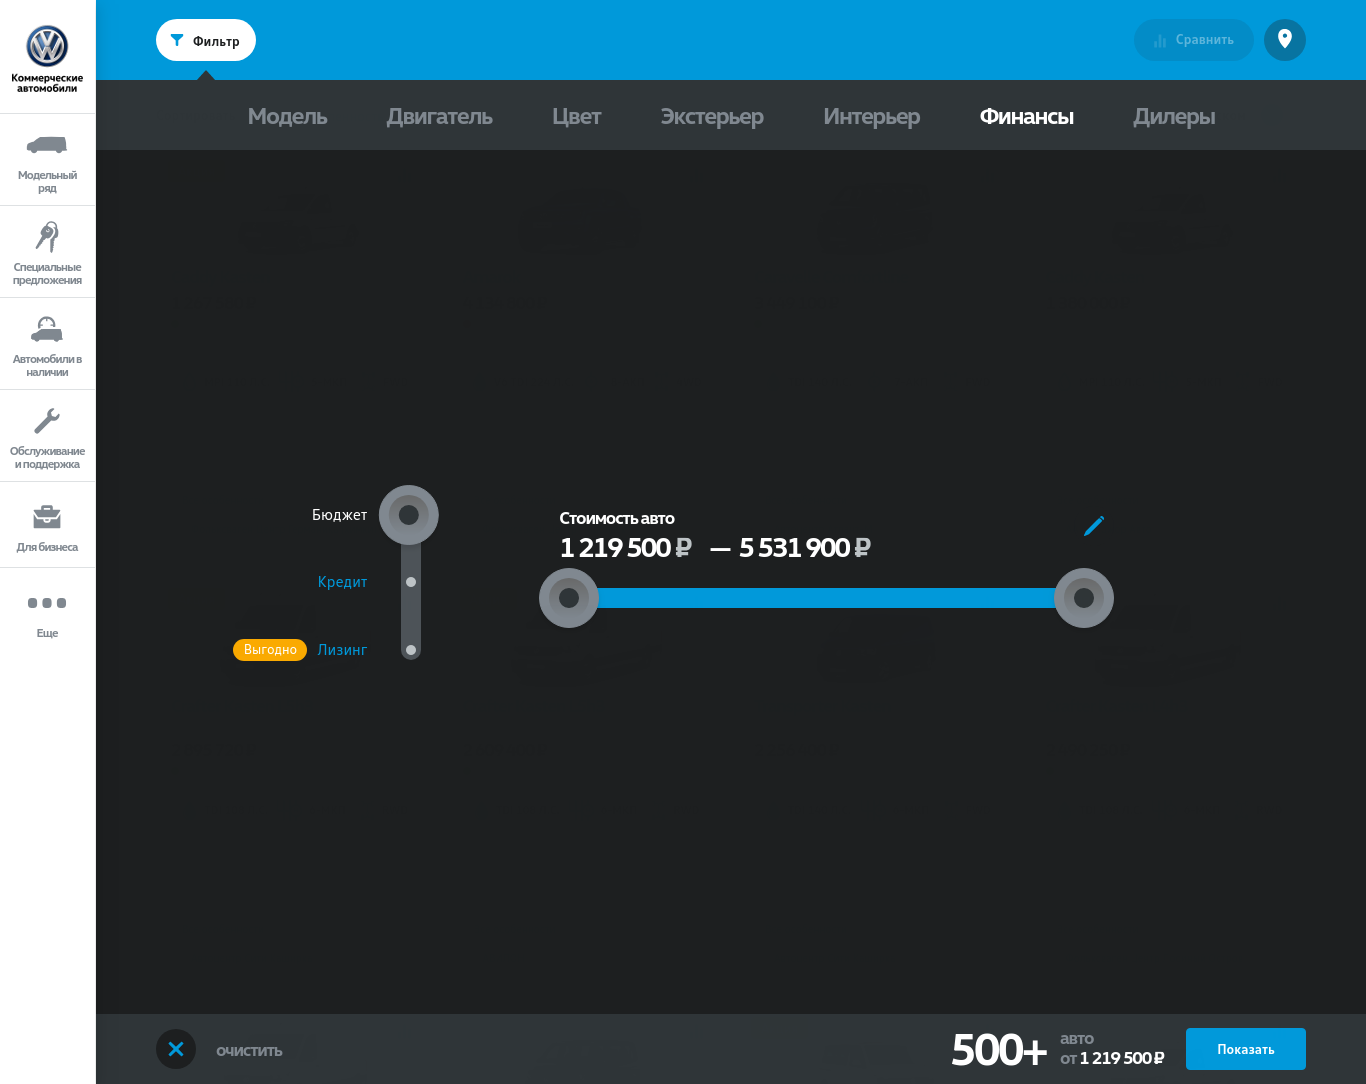 Коммерческие
автомобили
Модельный
ряд
Специальные
предложения
Автомобили в
наличии
Обслуживание
и поддержка
Для бизнеса
Еще
Фильтр
Сравнить
Модель Двигатель Цвет Экстерьер Интерьер Финансы Дилеры
Бюджет
Кредит
Выгодно Лизинг
Стоимость авто
1 219 500 ₽ — 5 531 900 ₽
очистить
500+
авто
от 1 219 500 ₽
Показать